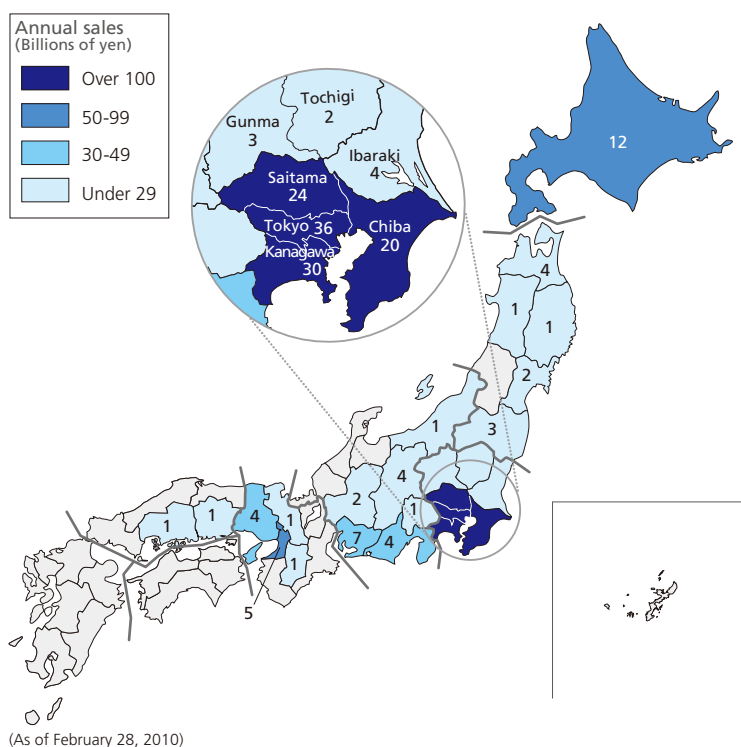 Annual sales
(Billions of yen)
Over 100
50-99
30-49
Under 29
Tochigi
2
Gunma
3
Ibaraki
4
Saitama
24
Tokyo 36
Chiba
20
Kanagawa
30
12
4
1
1
2
3
1
4
2
1
7
4
4
1
1
1
1
5
(As of February 28, 2010)